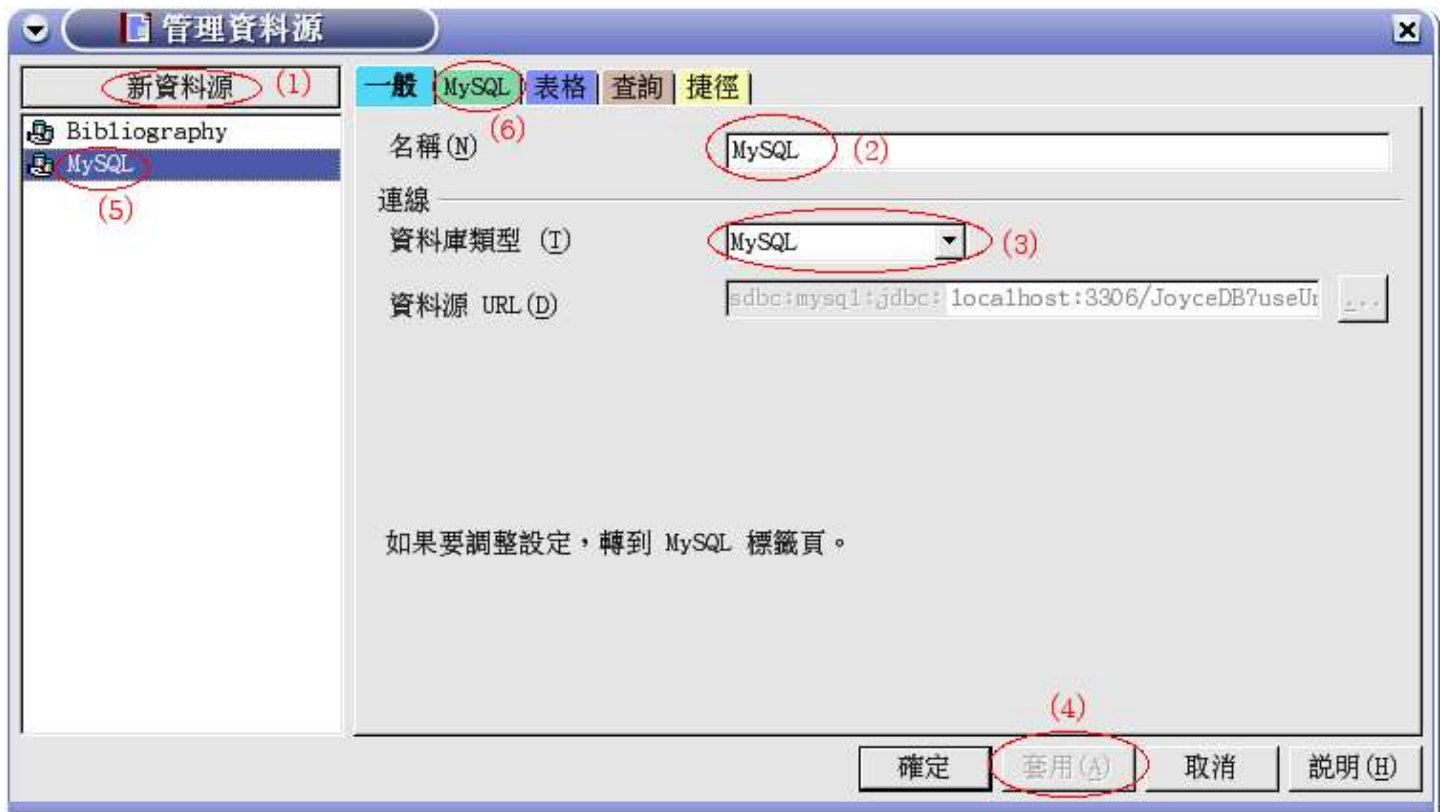 管理資料源
新資料源 (1)
Bibliography
MySQL
(5)
一般 MySQL 表格 查詢 捷徑
(6)
名稱(N) MySQL (2)
連線
資料庫類型 (T) MySQL (3)
資料源 URL(D) sdbc:mysql:jdbc: localhost:3306/JoyceDB?useUn ...
如果要調整設定，轉到 MySQL 標籤頁。
(4)
確定 套用(A) 取消 說明(H)